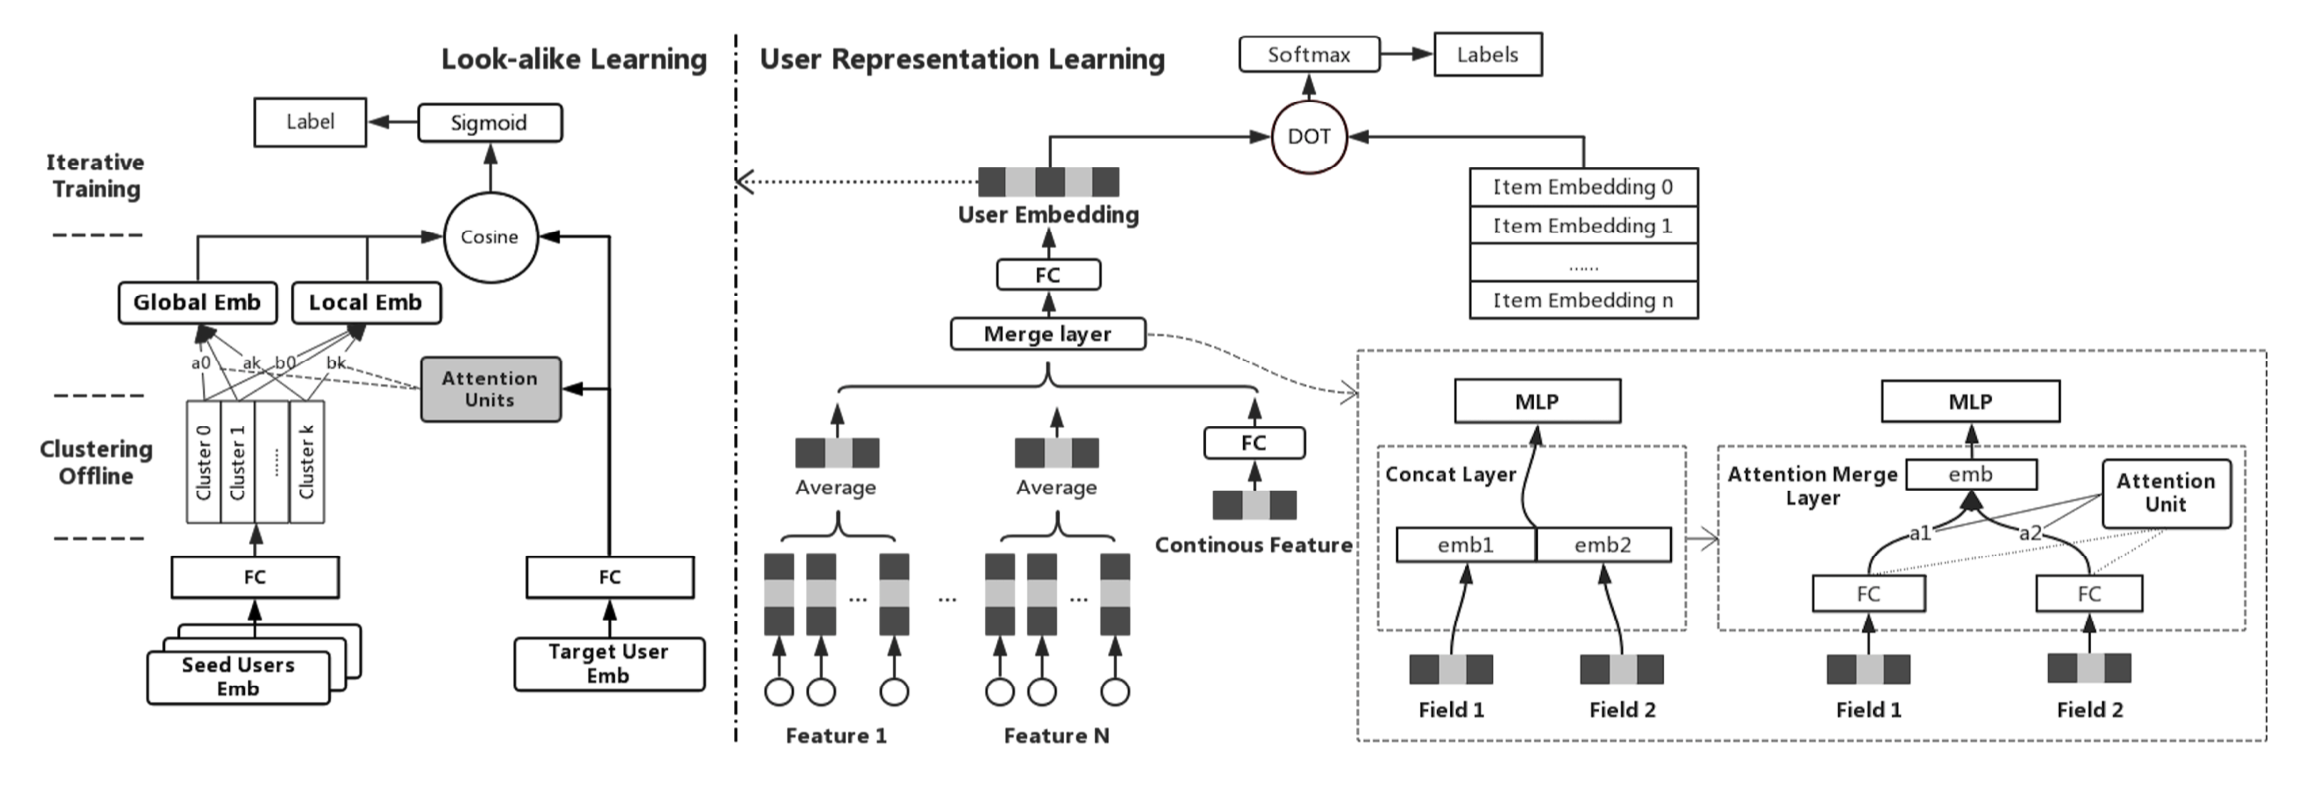 Look-alike Learning
Label
Sigmoid
Iterative
Training
Cosine
Global Emb
Local Emb
a0
ak
b0
bk
Attention
Units
Clustering
Offline
Cluster 0
Cluster 1
......
Cluster k
FC
FC
Seed Users
Emb
Target User
Emb
User Representation Learning
Softmax
Labels
DOT
User Embedding
Item Embedding 0
Item Embedding 1
......
Item Embedding n
FC
Merge layer
FC
Average
Average
Continous Feature
...
...
...
Feature 1
Feature N
MLP
Concat Layer
emb1
emb2
Field 1
Field 2
MLP
Attention Merge
Layer
emb
Attention
Unit
a1
a2
FC
FC
Field 1
Field 2